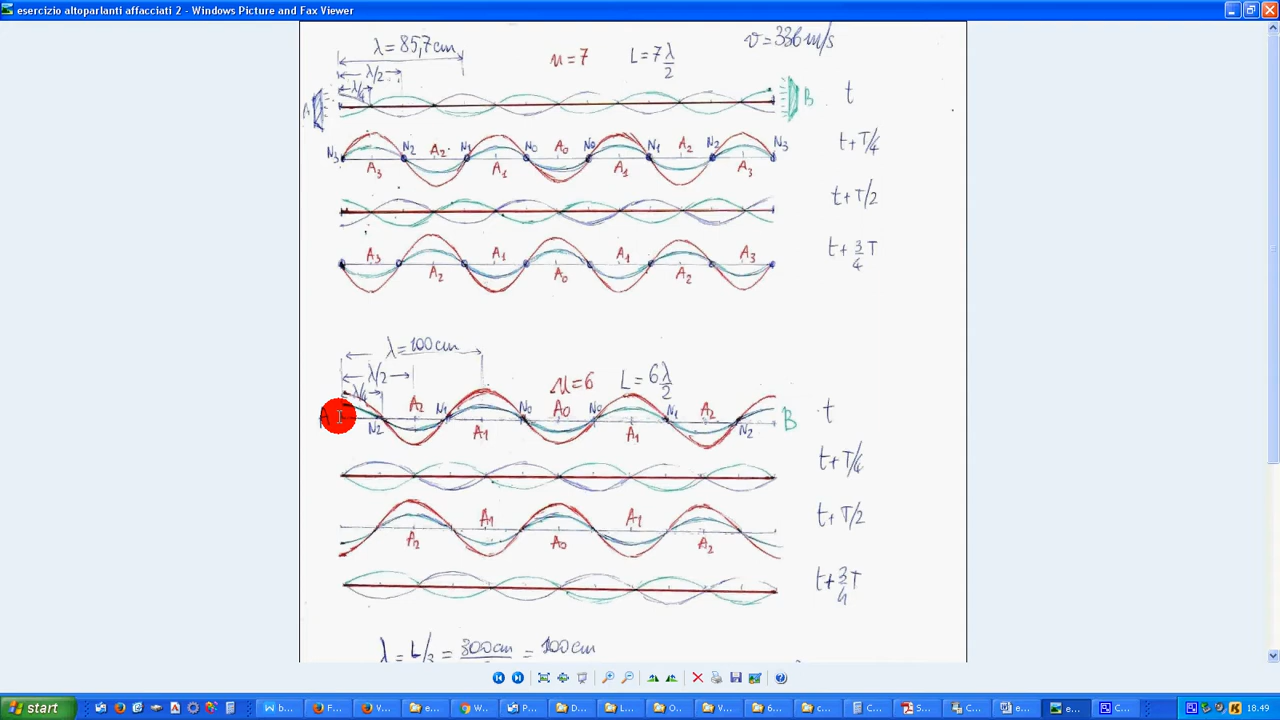 esercizio altoparlanti affacciati 2 - Windows Picture and Fax Viewer
λ = 85,7 cm
n = 7
L = 7 λ/2
v = 336 m/s
λ/2
λ/4
A
B
t
N3 N2 A2 N1 N0 A0 N0 N1 A2 N2 N3
A3 A1 A1 A3
t + T/4
t + T/2
A3 A1 A1 A3
A2 A0 A2
t + 3/4 T
λ = 100 cm
λ/2
n = 6
L = 6 λ/2
λ/4
A
A2 N1 N0 A0 N0 N1 A2
N2 A1 A1 N2
B
t
t + T/4
A1 A1
A2 A0 A2
t + T/2
t + 3/4 T
λ = L/3 = 300 cm = 100 cm
start
18.49